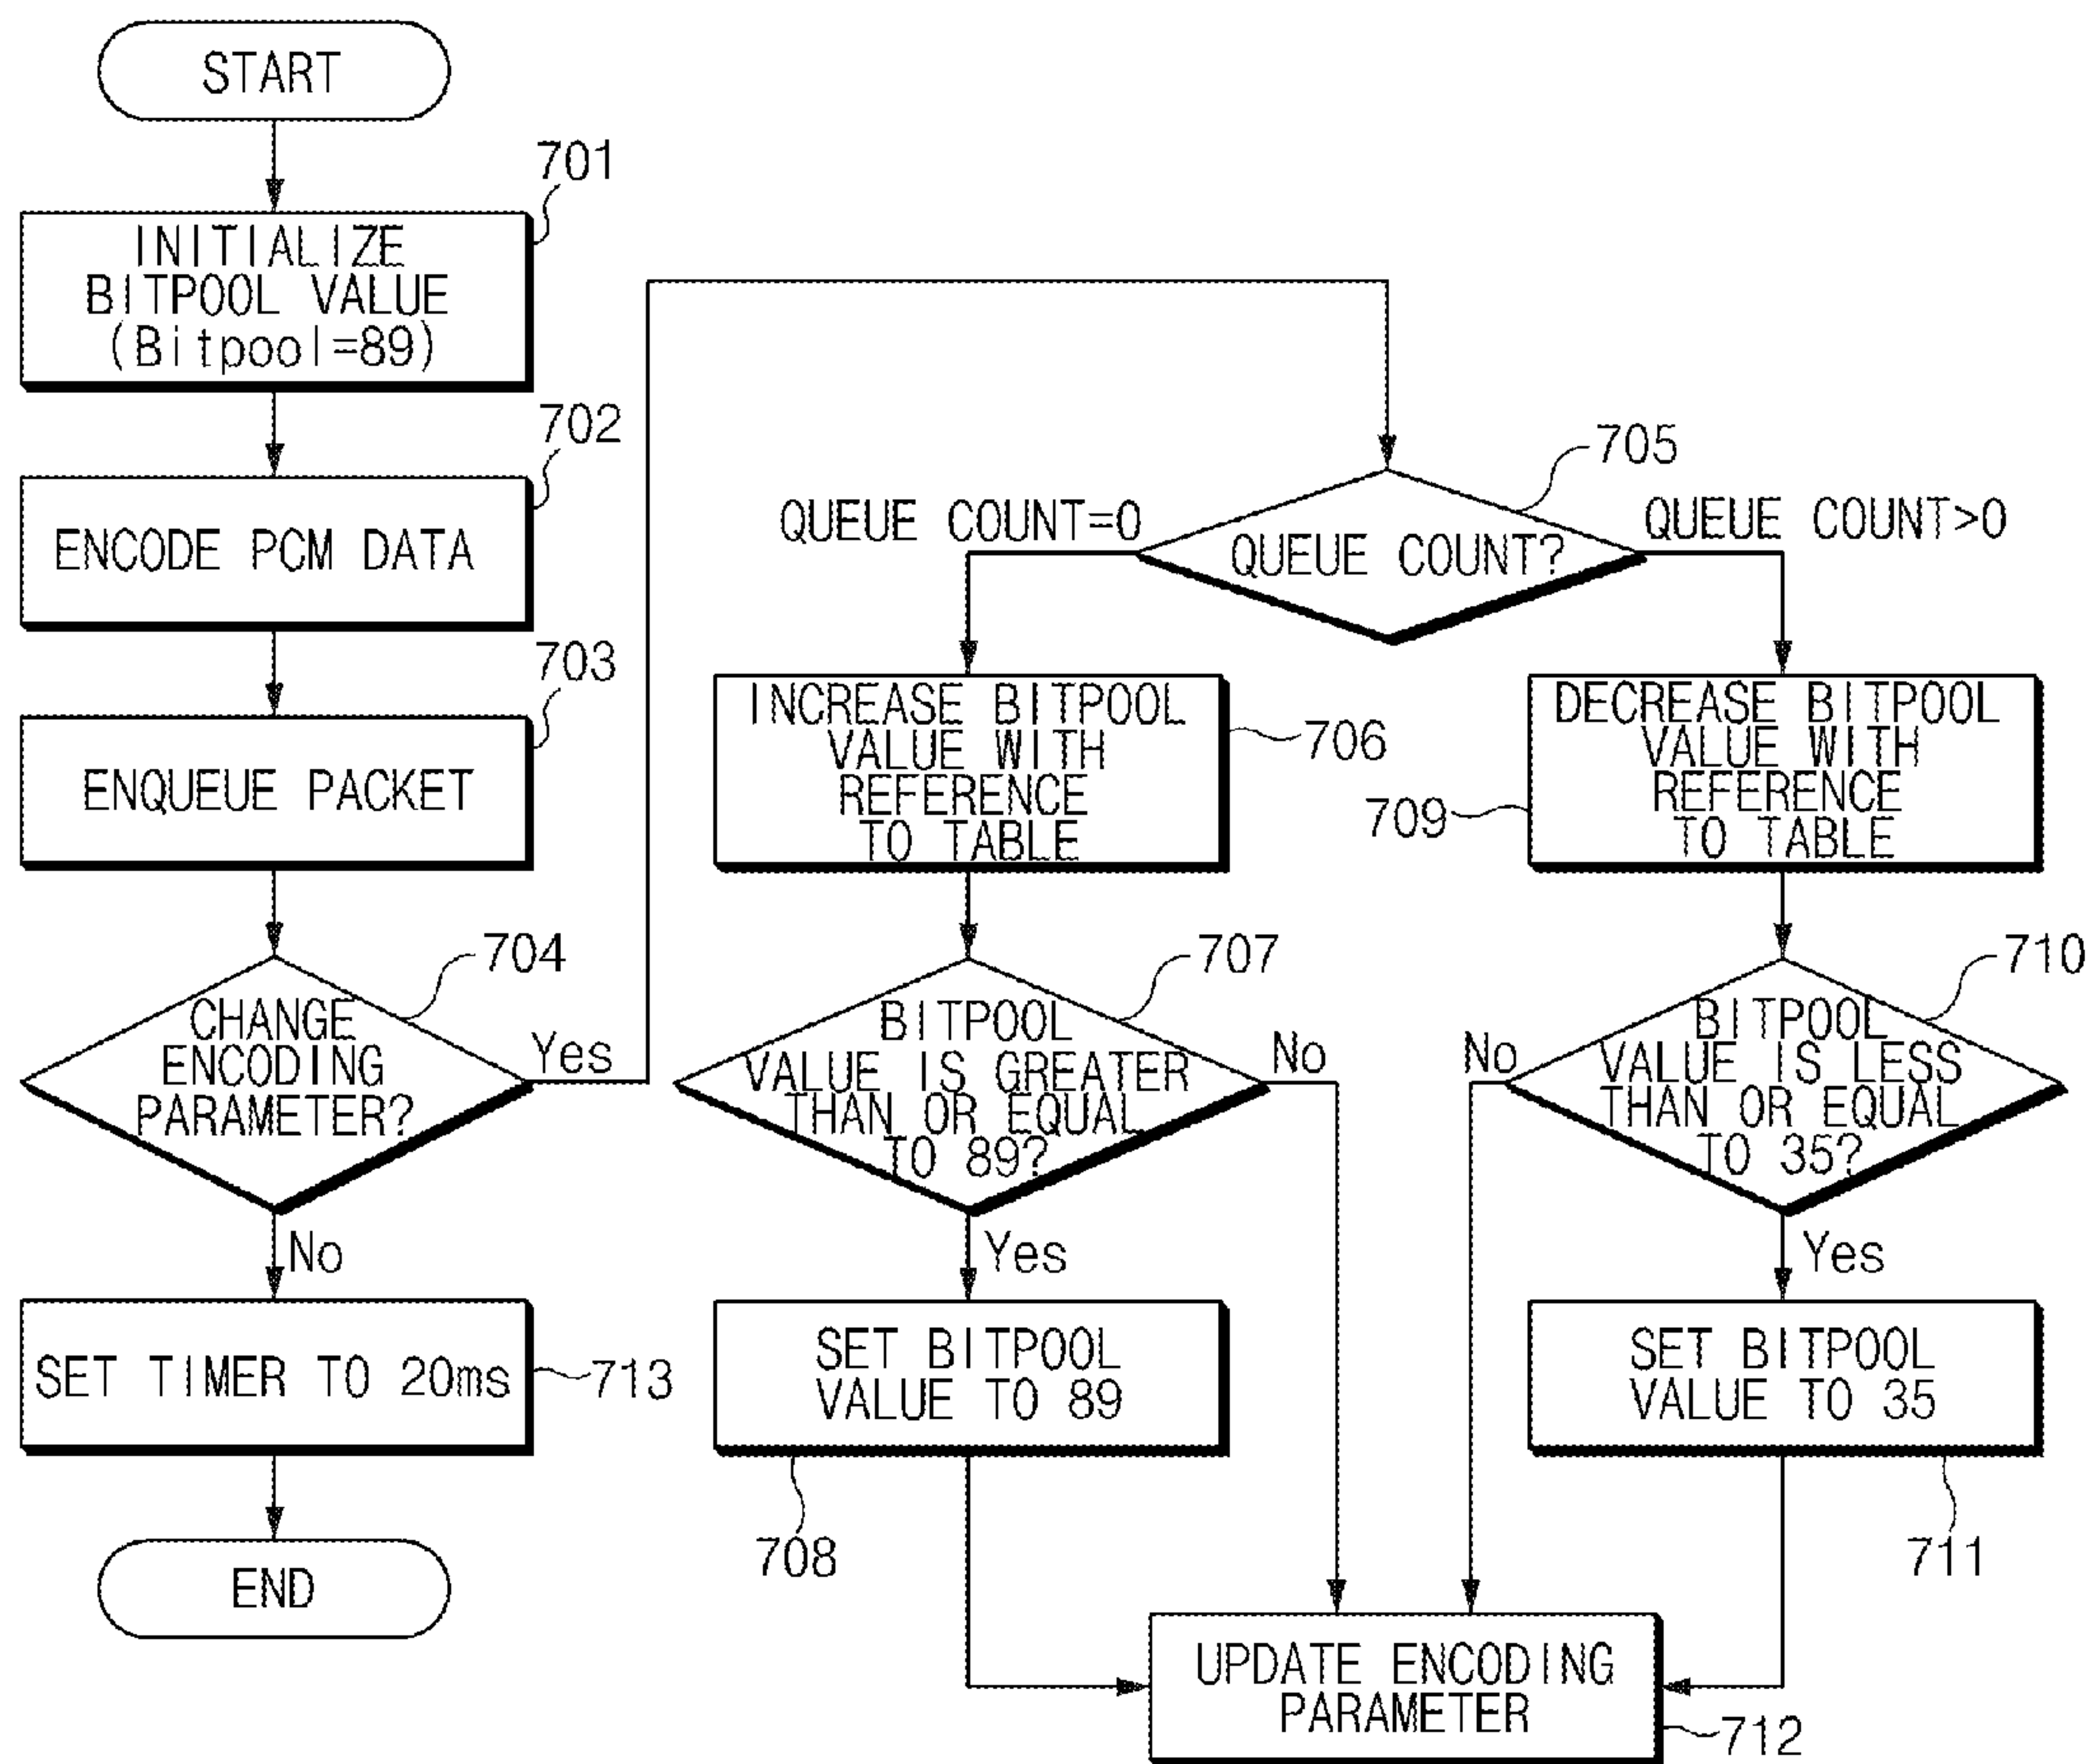 START
701
INITIALIZE
BITPOOL VALUE
(Bitpool=89)
702
ENCODE PCM DATA
703
ENQUEUE PACKET
704
CHANGE
ENCODING
PARAMETER?
Yes
No
SET TIMER TO 20ms
713
END
705
QUEUE COUNT=0
QUEUE COUNT?
QUEUE COUNT>0
INCREASE BITPOOL
VALUE WITH
REFERENCE
TO TABLE
706
707
BITPOOL
VALUE IS GREATER
THAN OR EQUAL
TO 89?
No
Yes
SET BITPOOL
VALUE TO 89
708
DECREASE BITPOOL
VALUE WITH
REFERENCE
TO TABLE
709
710
BITPOOL
VALUE IS LESS
THAN OR EQUAL
TO 35?
No
Yes
SET BITPOOL
VALUE TO 35
711
UPDATE ENCODING
PARAMETER
712